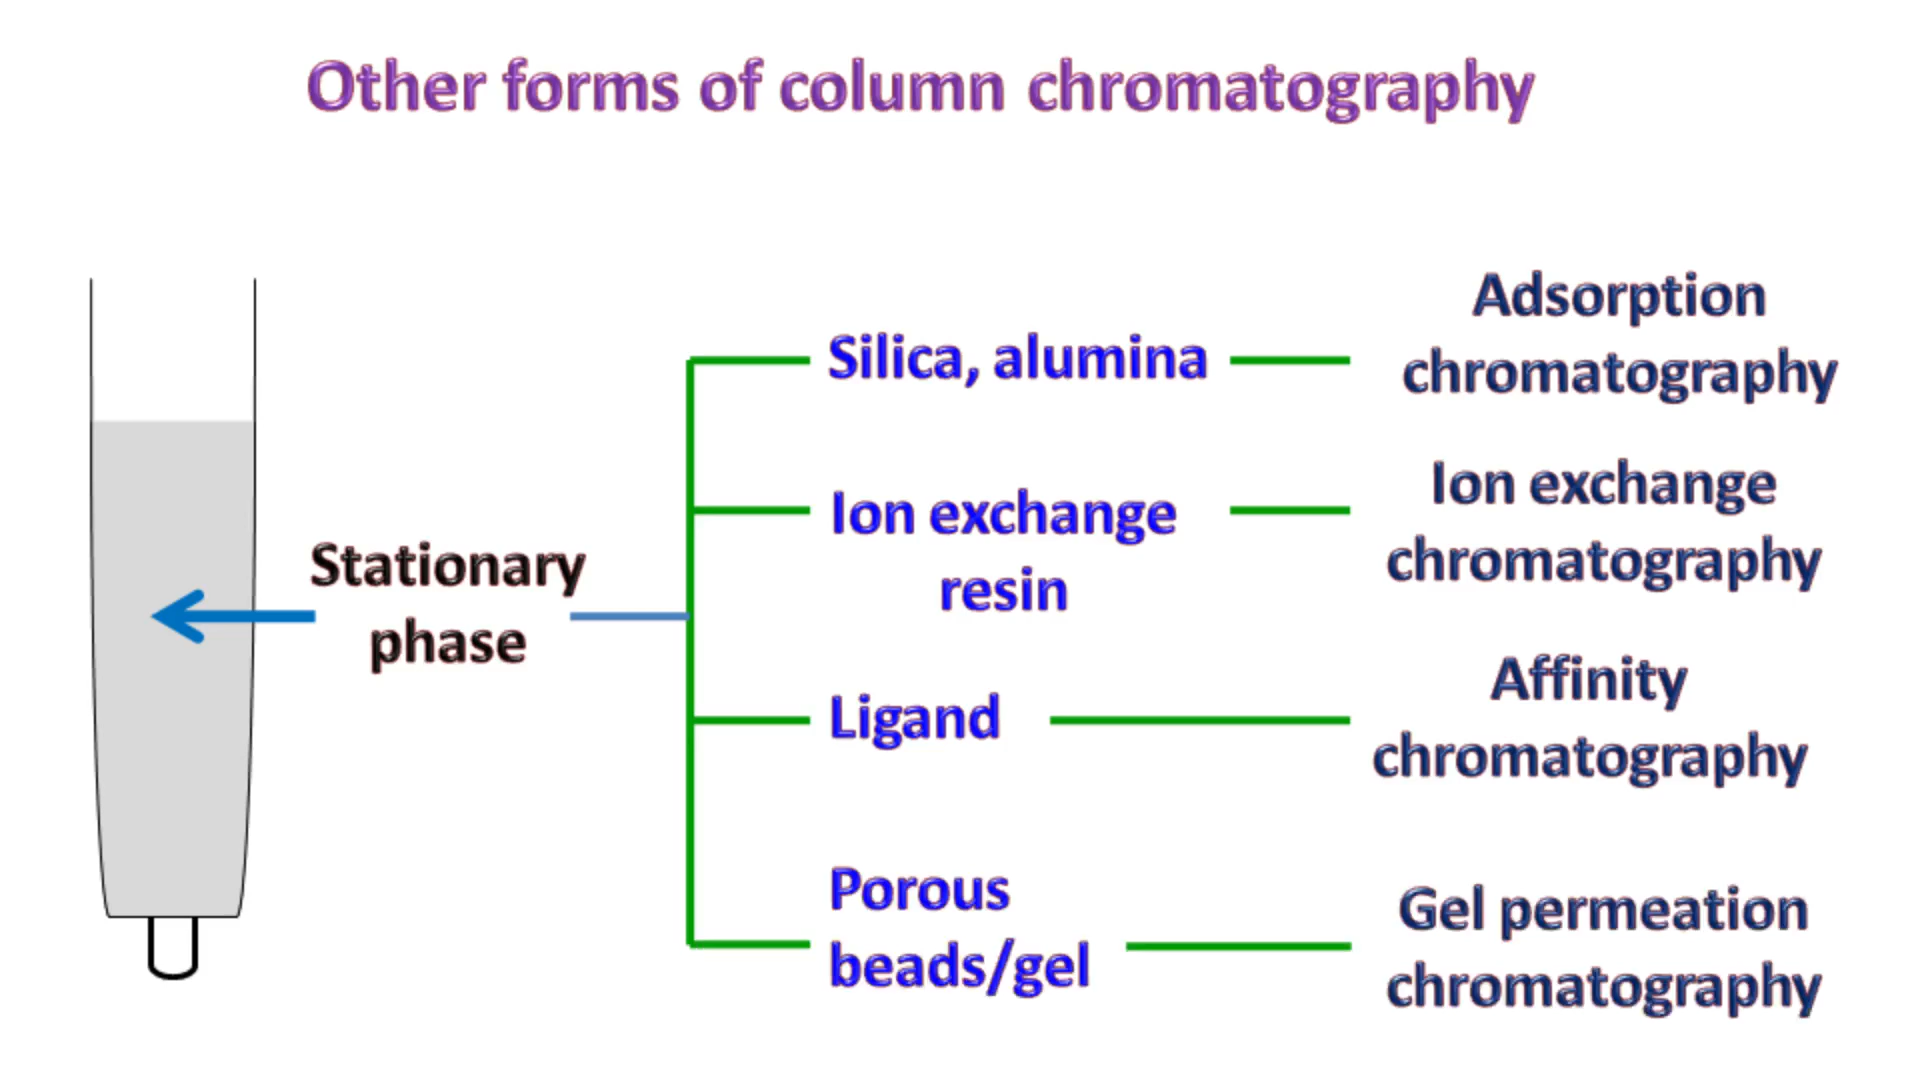 Other forms of column chromatography
Stationary
phase
Silica, alumina
Adsorption
chromatography
Ion exchange
resin
Ion exchange
chromatography
Ligand
Affinity
chromatography
Porous
beads/gel
Gel permeation
chromatography